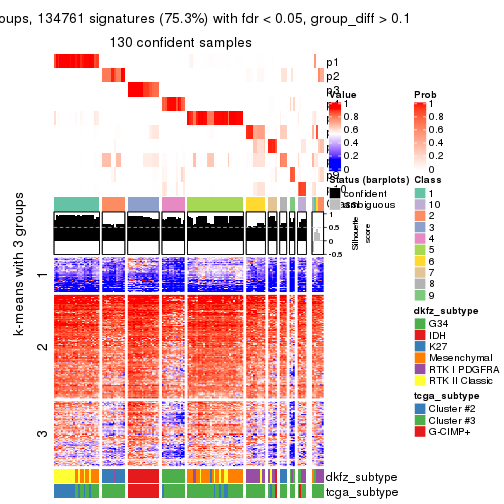 oups, 134761 signatures (75.3%) with fdr < 0.05, group_diff > 0.1
130 confident samples
p1
p2
p3
Value
1
0.8
0.6
0.4
0.2
0
Prob
1
0.8
0.6
0.4
0.2
0
p10
Status (barplots)
confident
ambiguous
Class
1
10
2
3
4
5
6
7
8
9
1
0.5
0
-0.5
Silhouette
score
k-means with 3 groups
1
2
3
dkfz_subtype
G34
IDH
K27
Mesenchymal
RTK I PDGFRA
RTK II Classic
tcga_subtype
Cluster #2
Cluster #3
G-CIMP+
dkfz_subtype
tcga_subtype